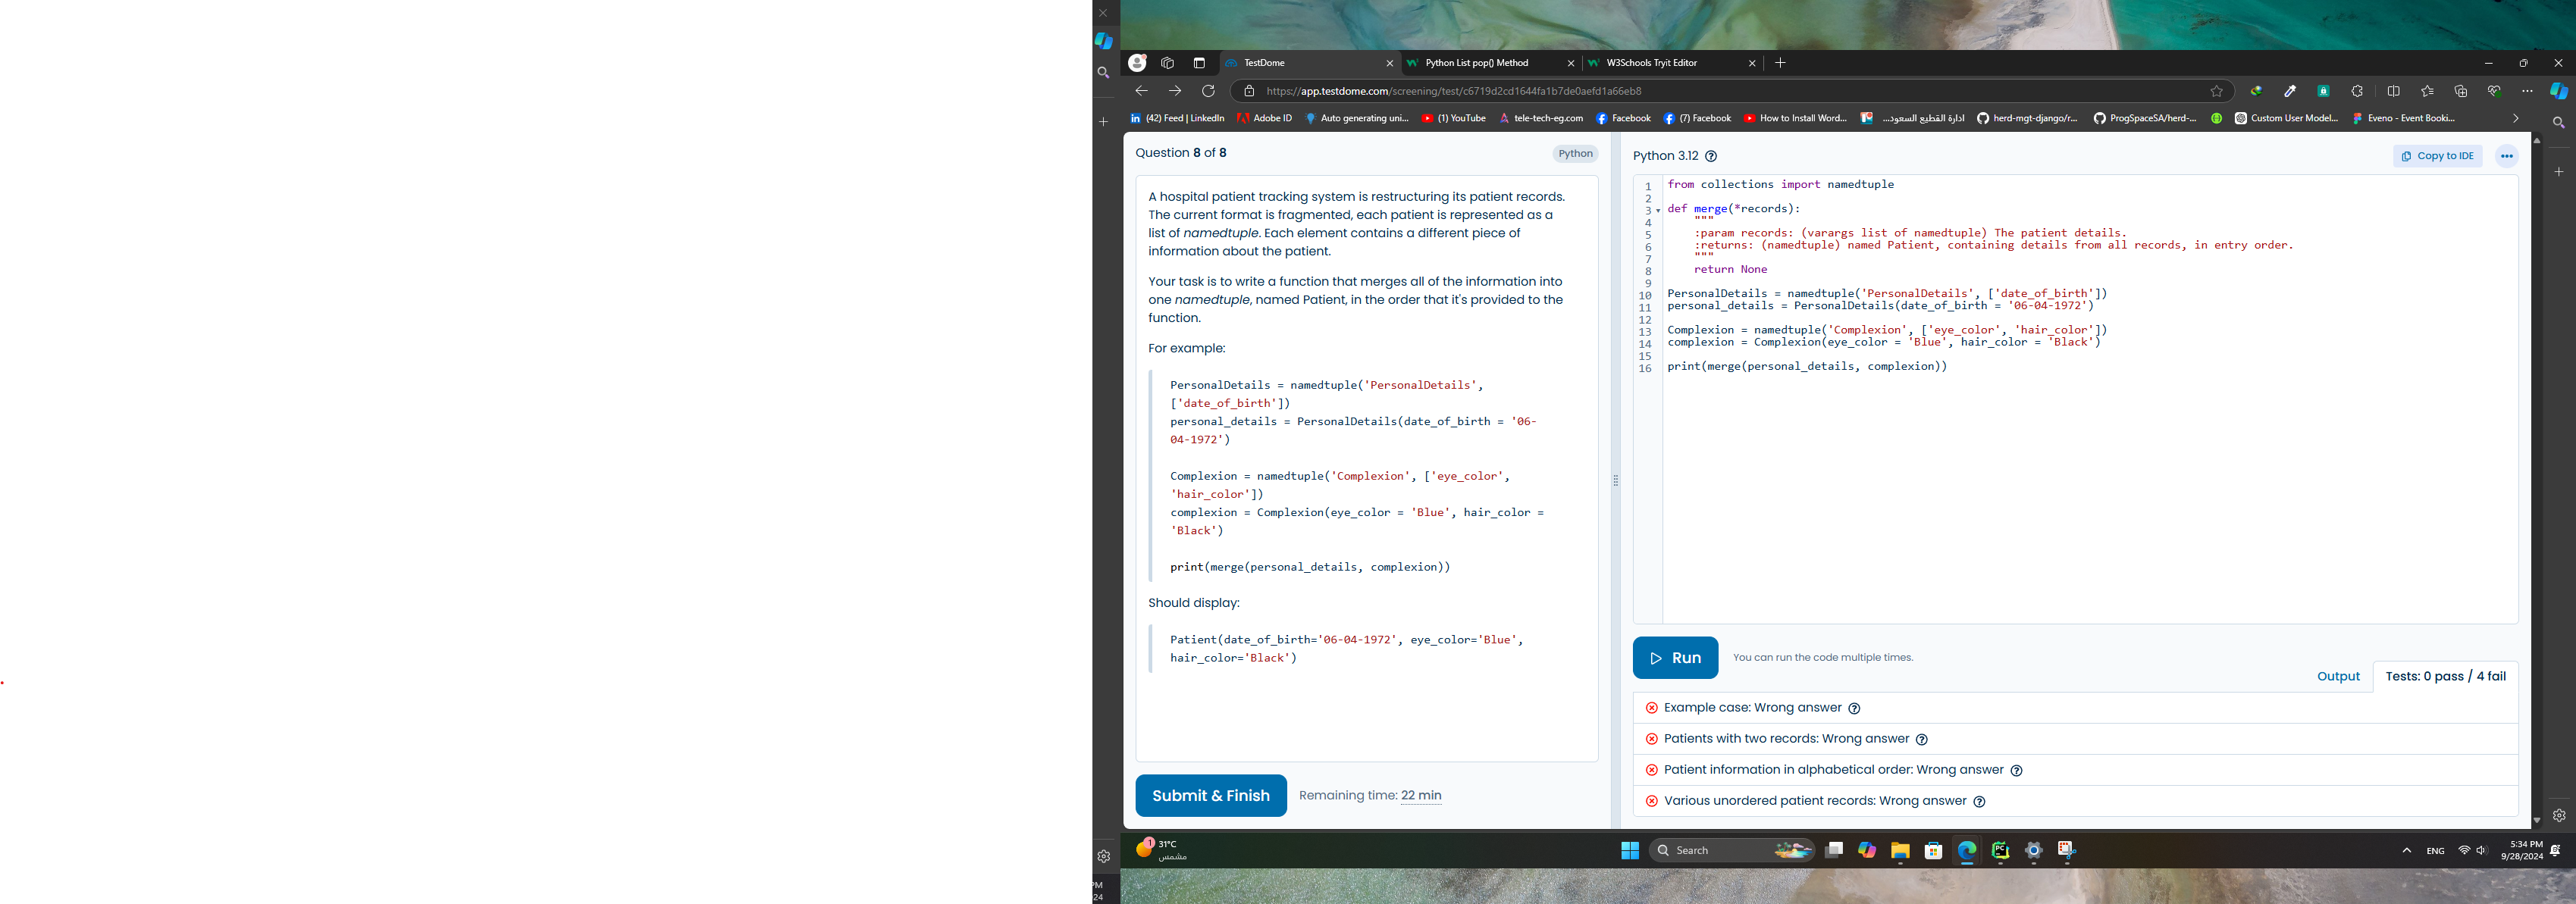 TestDome
Python List pop() Method
W3Schools Tryit Editor
https://app.testdome.com/screening/test/c6719d2cd1644fa1b7de0aefd1a66eb8
(42) Feed | LinkedIn
Adobe ID
Auto generating uni...
(1) YouTube
tele-tech-eg.com
Facebook
(7) Facebook
How to Install Word...
ادارة القطيع السعود...
herd-mgt-django/r...
ProgSpaceSA/herd-...
Custom User Model...
Eveno - Event Booki...
Question 8 of 8
Python
A hospital patient tracking system is restructuring its patient records.
The current format is fragmented, each patient is represented as a
list of namedtuple. Each element contains a different piece of
information about the patient.
Your task is to write a function that merges all of the information into
one namedtuple, named Patient, in the order that it's provided to the
function.
For example:
PersonalDetails = namedtuple('PersonalDetails',
['date_of_birth'])
personal_details = PersonalDetails(date_of_birth = '06-
04-1972')
Complexion = namedtuple('Complexion', ['eye_color',
'hair_color'])
complexion = Complexion(eye_color = 'Blue', hair_color =
'Black')
print(merge(personal_details, complexion))
Should display:
Patient(date_of_birth='06-04-1972', eye_color='Blue',
hair_color='Black')
Submit & Finish
Remaining time: 22 min
Python 3.12
Copy to IDE
1 from collections import namedtuple
2
3 def merge(*records):
4 """
5 :param records: (varargs list of namedtuple) The patient details.
6 :returns: (namedtuple) named Patient, containing details from all records, in entry order.
7 """
8 return None
9
10 PersonalDetails = namedtuple('PersonalDetails', ['date_of_birth'])
11 personal_details = PersonalDetails(date_of_birth = '06-04-1972')
12
13 Complexion = namedtuple('Complexion', ['eye_color', 'hair_color'])
14 complexion = Complexion(eye_color = 'Blue', hair_color = 'Black')
15
16 print(merge(personal_details, complexion))
Run
You can run the code multiple times.
Output
Tests: 0 pass / 4 fail
Example case: Wrong answer
Patients with two records: Wrong answer
Patient information in alphabetical order: Wrong answer
Various unordered patient records: Wrong answer
1
31°C
مشمس
Search
ENG
5:34 PM
9/28/2024
PM
24